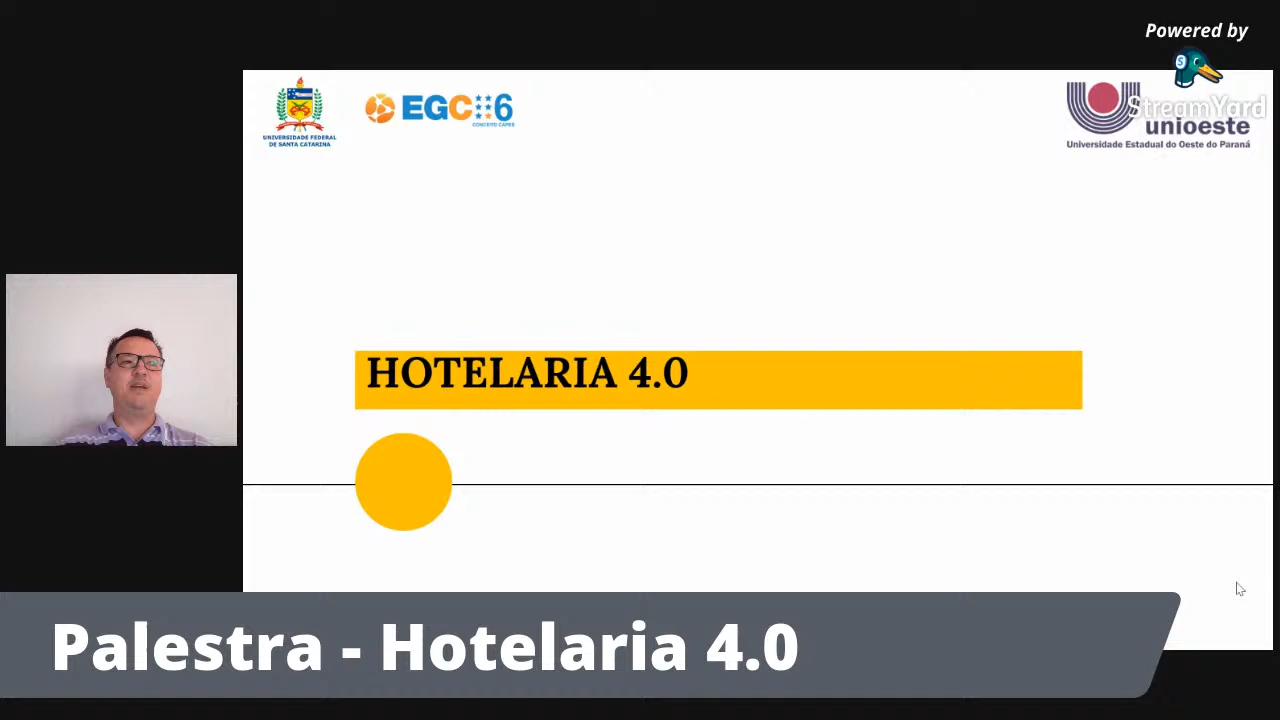 Powered by
StreamYard
UNIVERSIDADE FEDERAL
DE SANTA CATARINA
EGC 6
CONCEITO CAPES
unioeste
Universidade Estadual do Oeste do Paraná
HOTELARIA 4.0
Palestra - Hotelaria 4.0